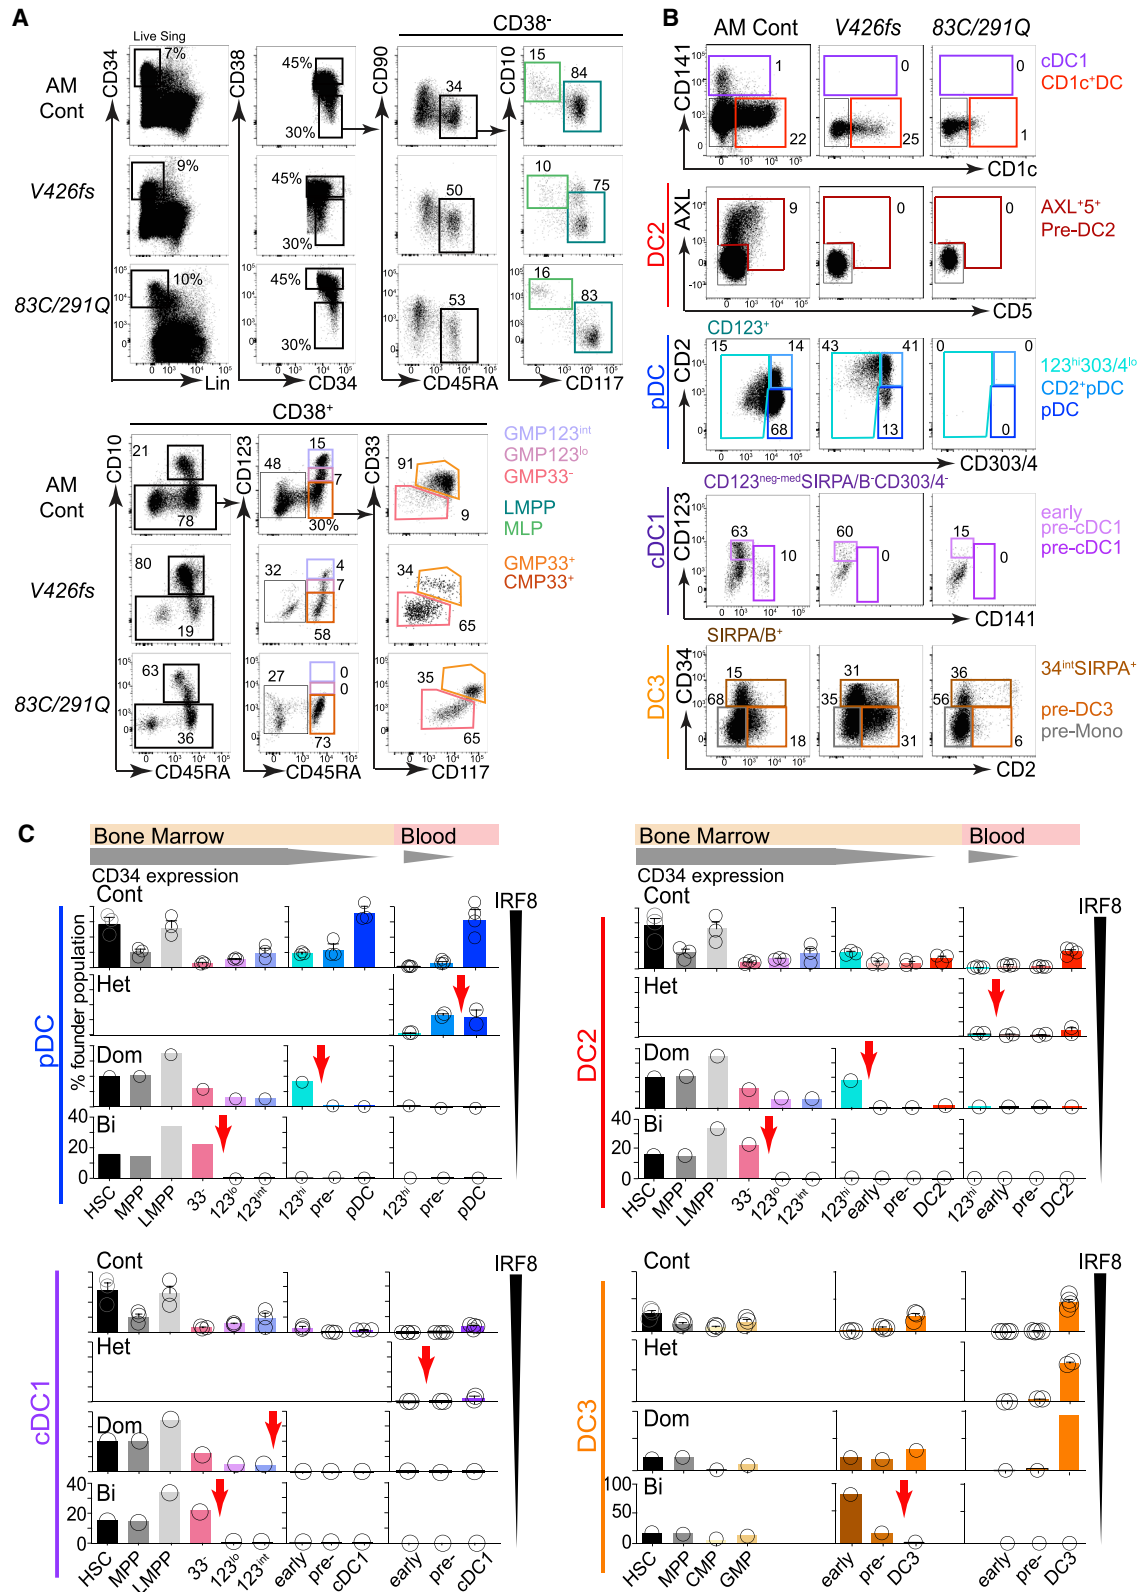 A
CD38⁻
Live Sing
CD34
7%
CD38
45%
30%
CD90
34
CD10
15
84
AM
Cont
V426fs
9%
45%
30%
50
10
75
83C/291Q
10%
45%
30%
53
16
83
Lin
CD34
CD45RA
CD117
CD38⁺
AM
Cont
CD10
21
78
CD123
48
15
7
30%
CD33
91
9
V426fs
80
19
32
4
7
58
34
65
83C/291Q
63
36
27
0
0
73
35
65
CD45RA
CD45RA
CD117
GMP123ⁱⁿᵗ
GMP123ˡᵒ
GMP33⁻
LMPP
MLP
GMP33⁺
CMP33⁺
B
AM Cont
V426fs
83C/291Q
CD141
1
22
0
25
0
1
CD1c
cDC1
CD1c⁺DC
DC2
AXL
9
0
0
CD5
AXL⁺5⁺
Pre-DC2
pDC
CD123⁺
CD2
15
14
68
43
41
13
0
0
0
CD303/4
123ʰⁱ303/4ˡᵒ
CD2⁺pDC
pDC
cDC1
CD123ⁿᵉᵍ⁻ᵐᵉᵈSIRPA/B⁻CD303/4⁻
CD123
63
10
60
0
15
0
CD141
early
pre-cDC1
pre-cDC1
DC3
SIRPA/B⁺
CD34
15
68
18
31
35
31
36
56
6
CD2
34ⁱⁿᵗSIRPA⁺
pre-DC3
pre-Mono
C
Bone Marrow
Blood
CD34 expression
IRF8
pDC
% founder population
Cont
Het
Dom
Bi
40
20
0
HSC
MPP
LMPP
33⁻
123ˡᵒ
123ⁱⁿᵗ
123ʰⁱ
pre-
pDC
123ʰⁱ
pre-
pDC
Bone Marrow
Blood
CD34 expression
IRF8
DC2
Cont
Het
Dom
Bi
40
20
0
HSC
MPP
LMPP
33⁻
123ˡᵒ
123ⁱⁿᵗ
123ʰⁱ
early
pre-
DC2
123ʰⁱ
early
pre-
DC2
cDC1
IRF8
Cont
Het
Dom
Bi
40
20
0
HSC
MPP
LMPP
33⁻
123ˡᵒ
123ⁱⁿᵗ
early
pre-
cDC1
early
pre-
cDC1
DC3
IRF8
Cont
Het
Dom
Bi
100
50
0
HSC
MPP
CMP
GMP
early
pre-
DC3
early
pre-
DC3